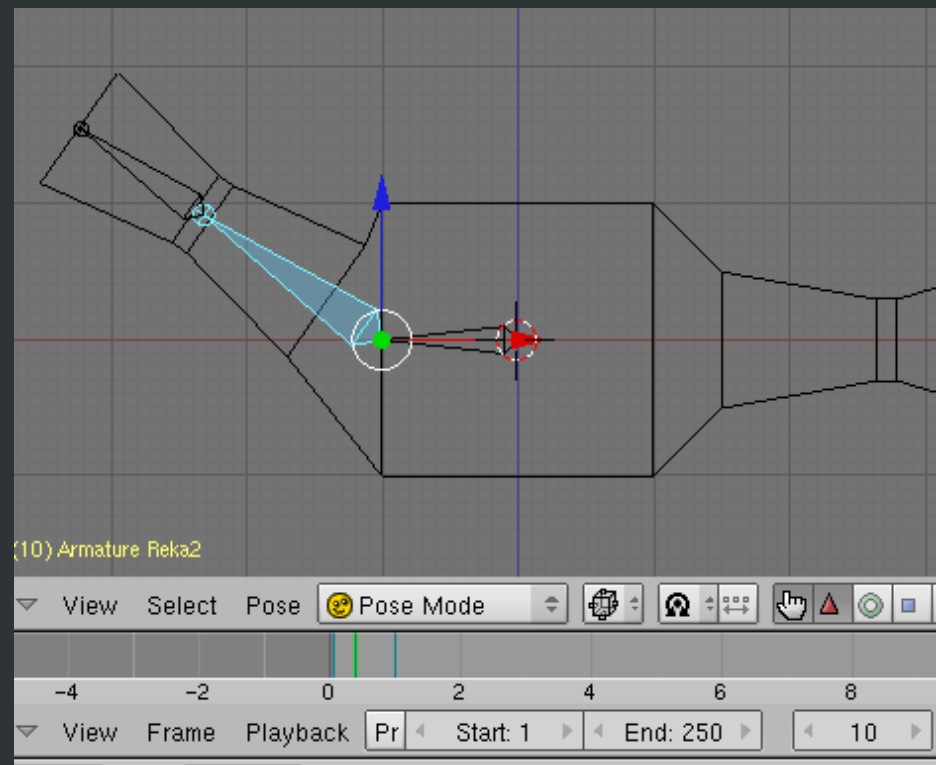 (10) Armature Reka2
View Select Pose Pose Mode
-4 -2 0 2 4 6 8
View Frame Playback Pr Start: 1 End: 250 10